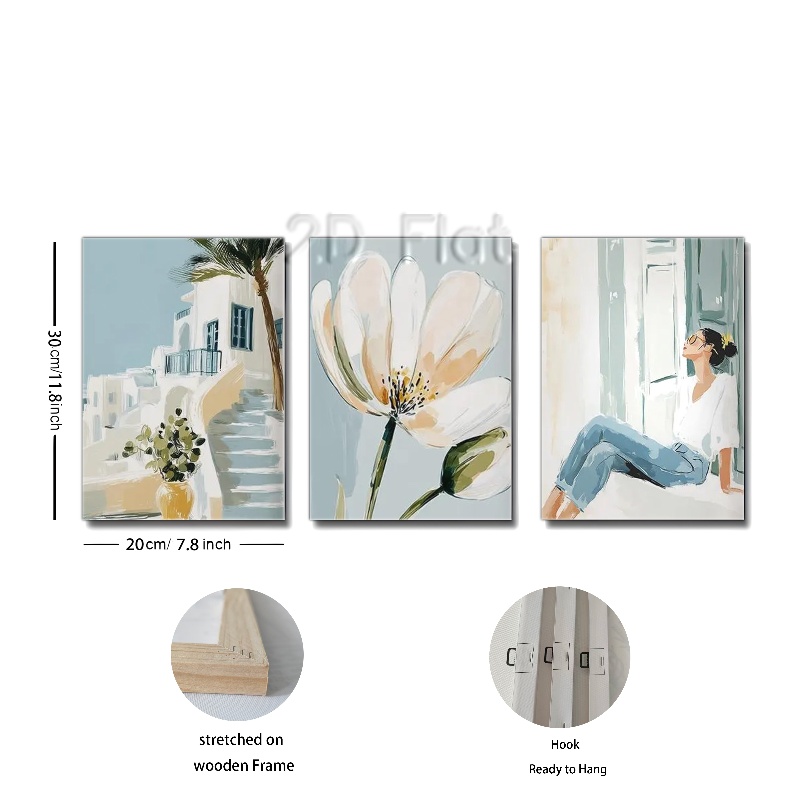 2D Flat
30cm/11.8inch
20cm/ 7.8 inch
stretched on
wooden Frame
Hook
Ready to Hang